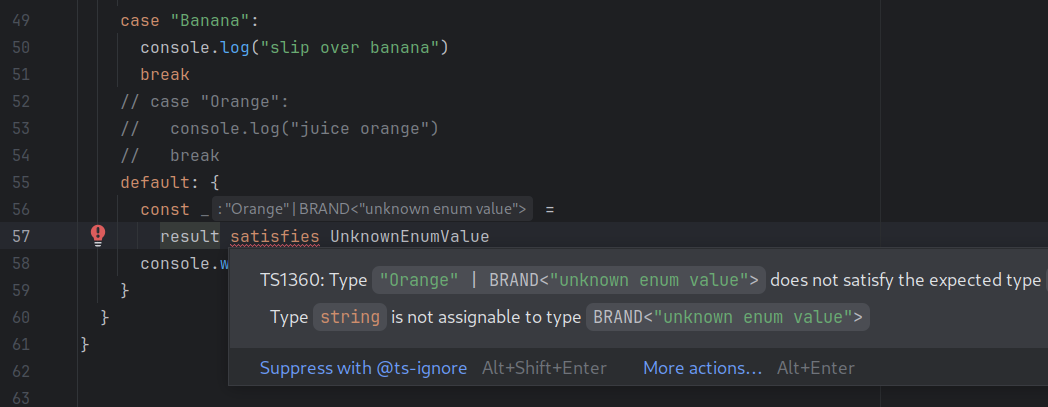 49 case "Banana":
50 console.log("slip over banana")
51 break
52 // case "Orange":
53 // console.log("juice orange")
54 // break
55 default: {
56 const _ : "Orange" | BRAND<"unknown enum value"> =
57 result satisfies UnknownEnumValue
58 console.w
TS1360: Type "Orange" | BRAND<"unknown enum value"> does not satisfy the expected type
59 }
60 }
Type string is not assignable to type BRAND<"unknown enum value">
61 }
62
Suppress with @ts-ignore Alt+Shift+Enter More actions... Alt+Enter
63